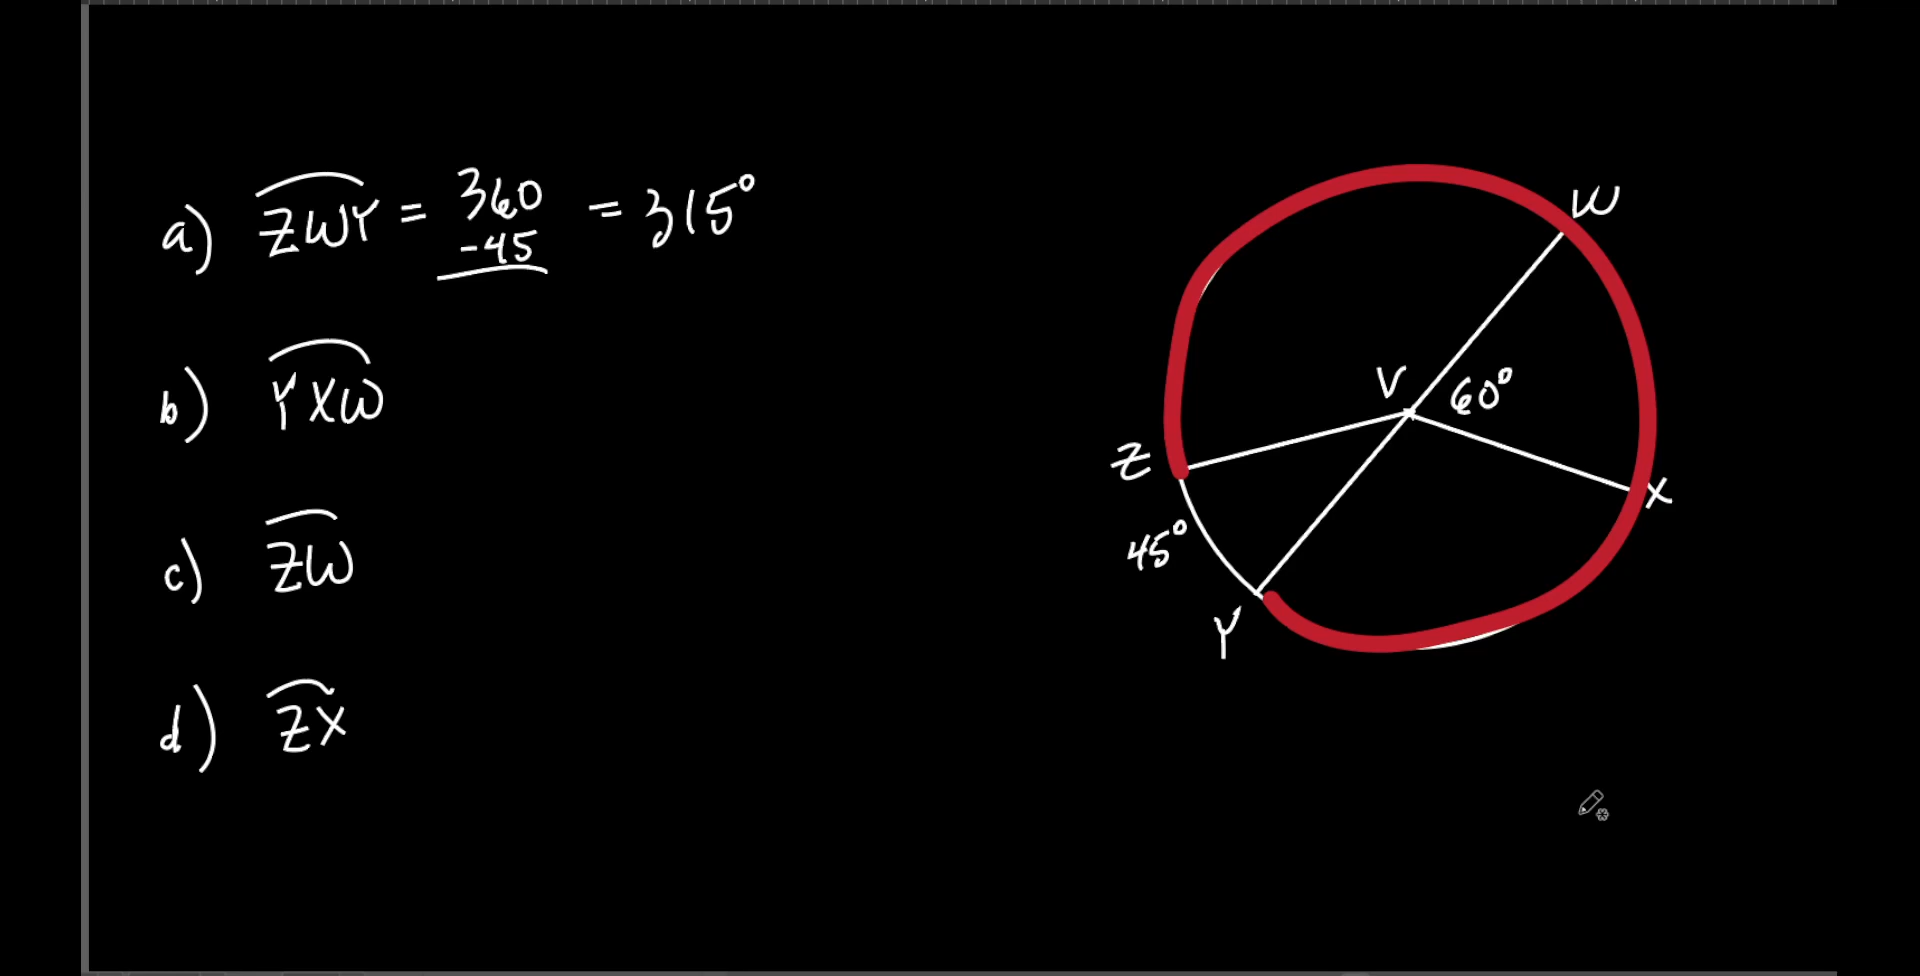 a) ZWY = 360 = 315°
-45
b) YXW
c) ZW
d) ZX
W
V 60°
Z
X
45°
Y